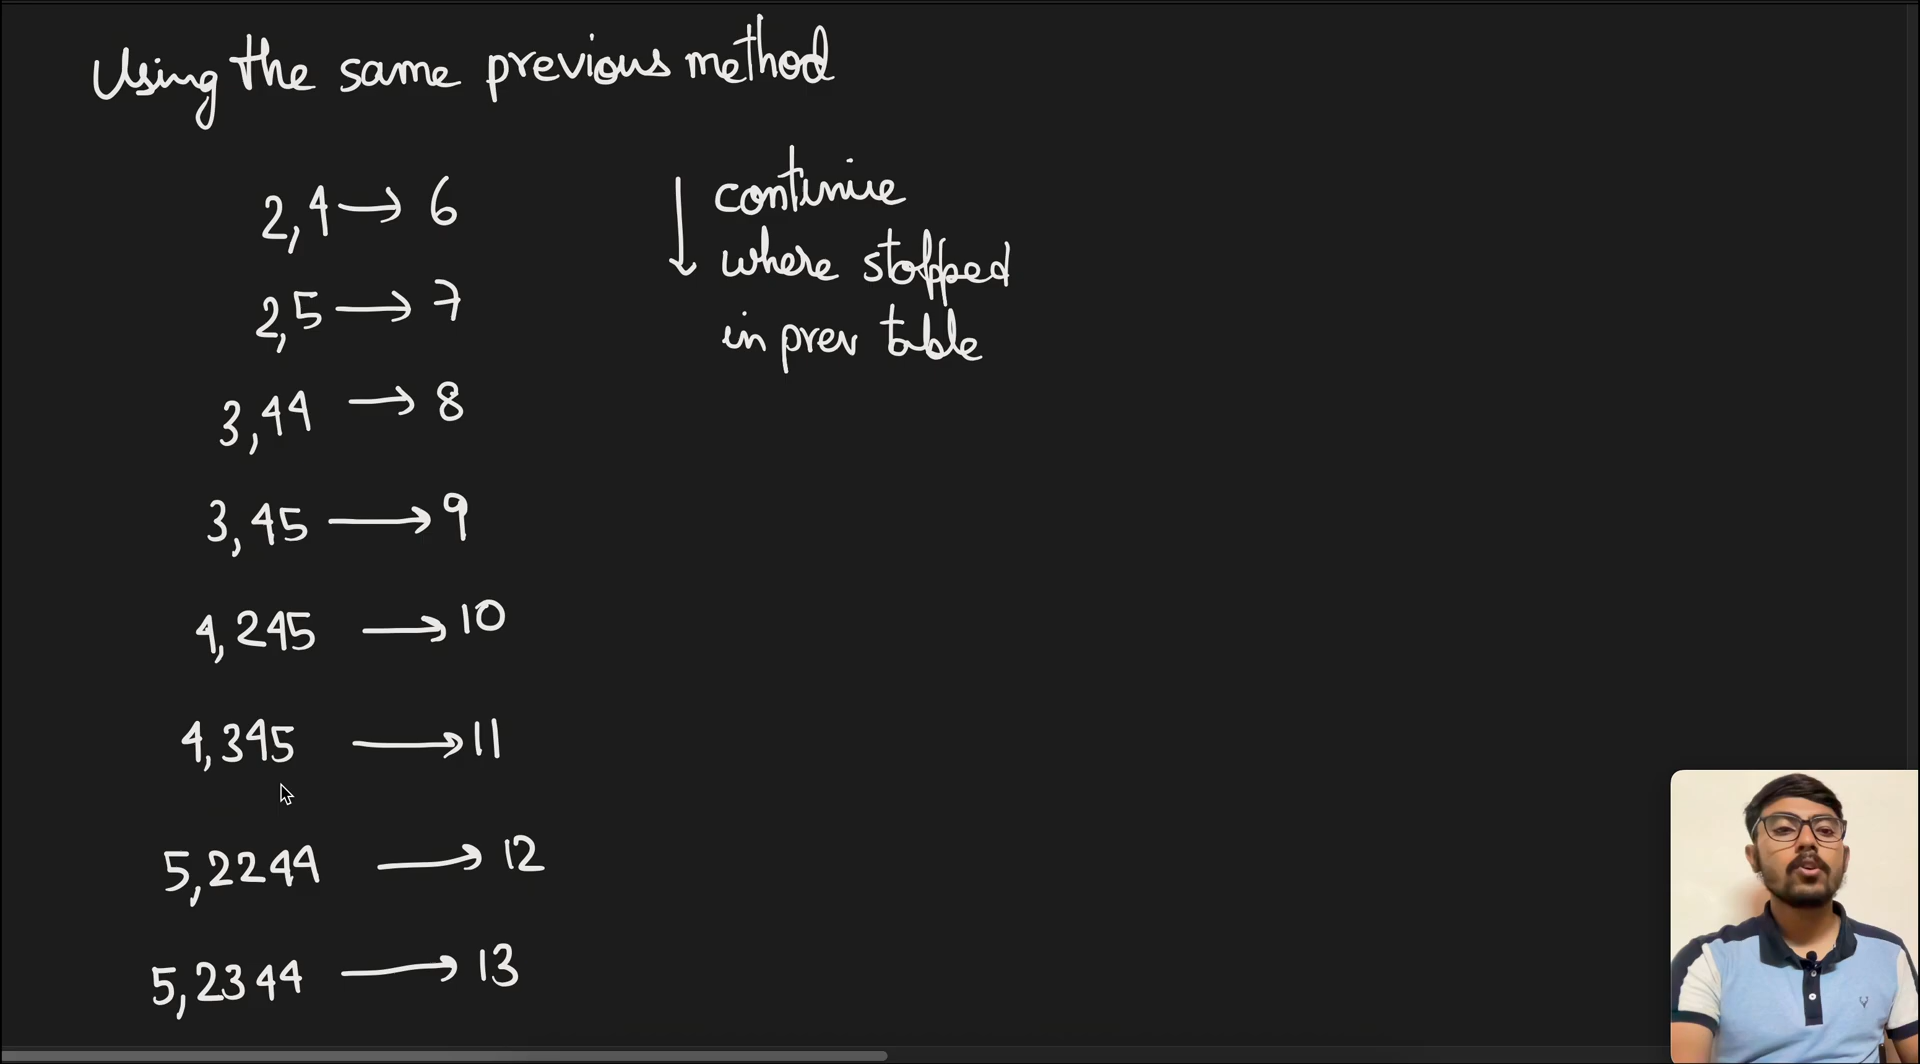 Using the same previous method
2,4 → 6
2,5 → 7
3,44 → 8
3,45 → 9
4,245 → 10
4,345 → 11
5,2244 → 12
5,2344 → 13
↓ continue
where stopped
in prev table